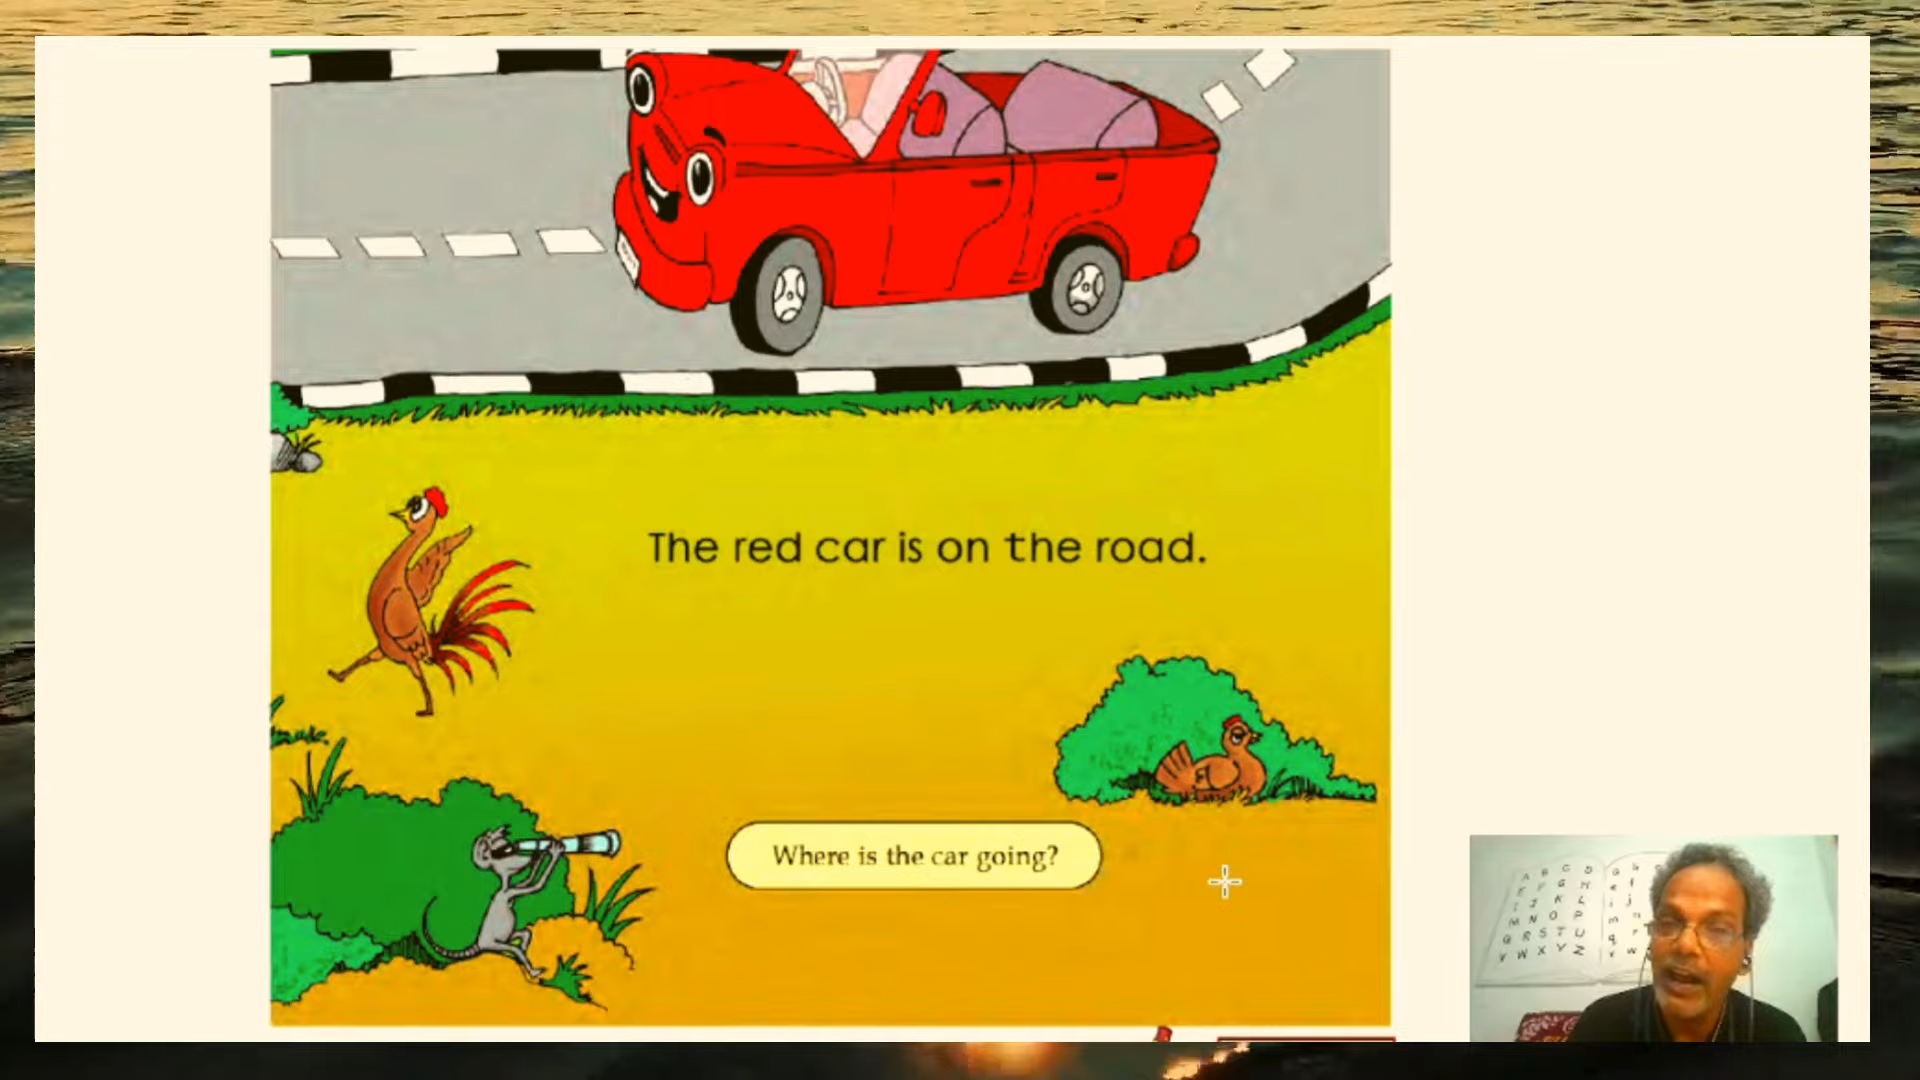 The red car is on the road.
Where is the car going?
A B C D
E F G H
I J K L
M N O P
Q R S T U
V W X Y Z